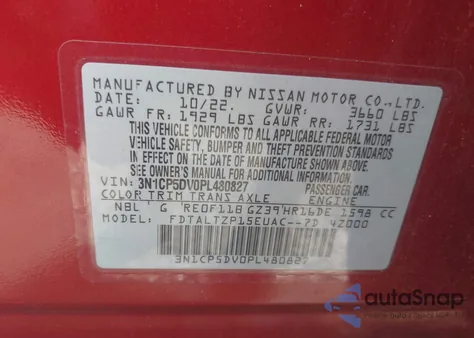 MANUFACTURED BY NISSAN MOTOR CO., LTD.
DATE: 10/22. GVWR: 3660 LBS
GAWR FR: 1929 LBS GAWR RR: 1731 LBS
THIS VEHICLE CONFORMS TO ALL APPLICABLE FEDERAL MOTOR
VEHICLE SAFETY, BUMPER AND THEFT PREVENTION STANDARDS
IN EFFECT ON THE DATE OF MANUFACTURE SHOWN ABOVE.
SEE OWNER'S MANUAL FOR ADDITIONAL INFORMATION
VIN: 3N1CP5DV0PL480827 PASSENGER CAR.
COLOR TRIM TRANS AXLE ENGINE
NBL G RE0F11B GZ39 HR16DE 1598 CC
MODEL: FDTALTZP15EUAC--7D 4Z000
3N1CP5DV0PL480827
autoSnap